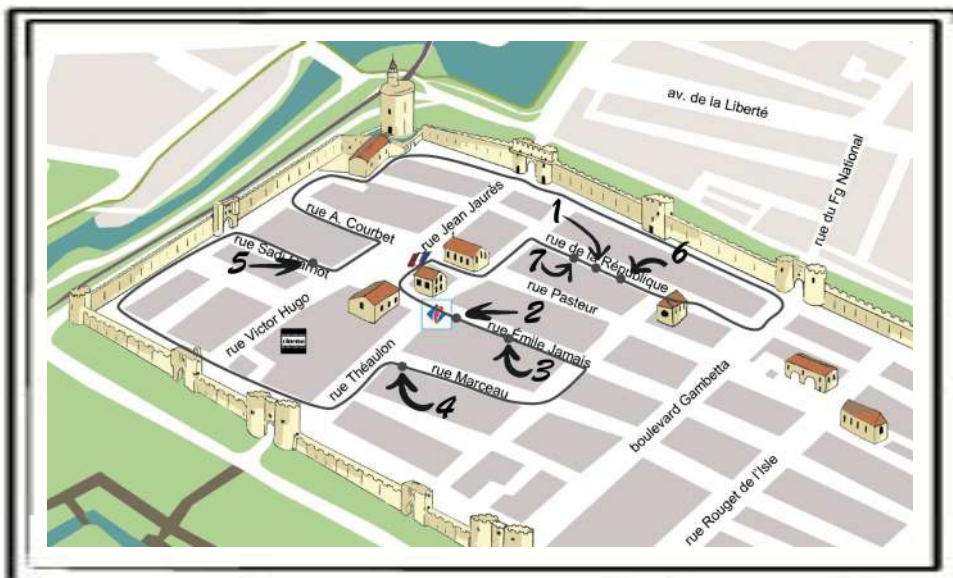 av. de la Liberté
rue du Fg National
rue Jean Jaurès
rue A. Courbet
1
rue de la République
6
rue Sadi Carnot
5
7
rue Pasteur
2
rue Victor Hugo
rue Émile Jamais
3
rue Théaulon
rue Marceau
4
boulevard Gambetta
rue Rouget de l'Isle